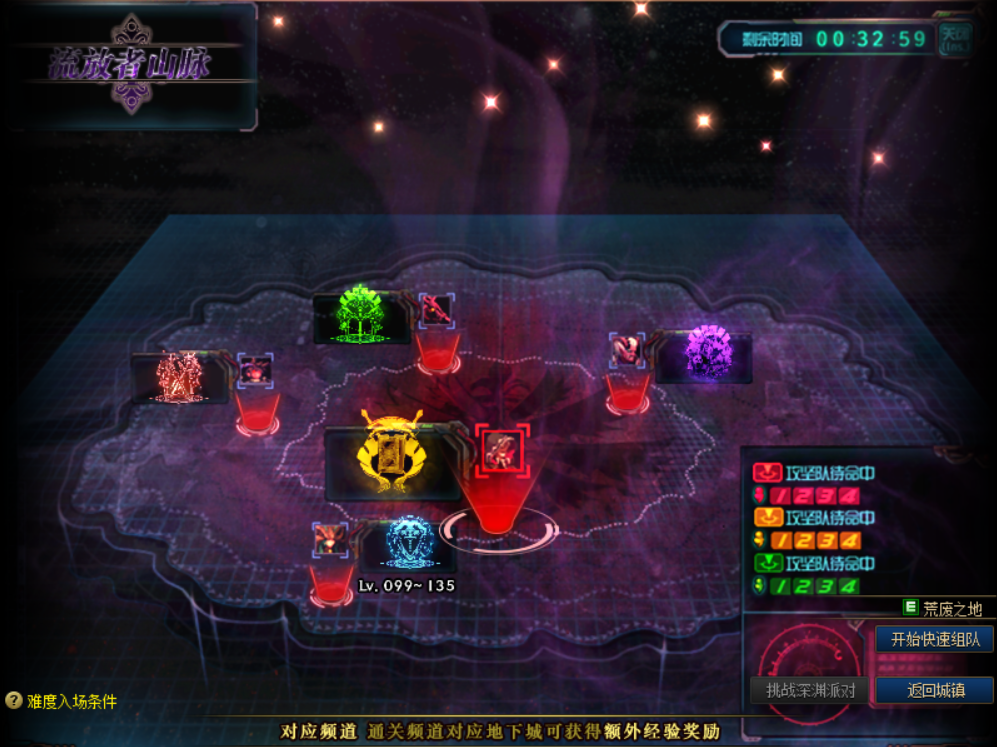 流放者山脉
剩余时间 00:32:59
攻坚队待命中
1 2 3 4
攻坚队待命中
1 2 3 4
攻坚队待命中
1 2 3 4
Lv. 099~135
E 荒废之地
开始快速组队
挑战深渊派对
返回城镇
? 难度入场条件
对应频道 通关频道对应地下城可获得额外经验奖励